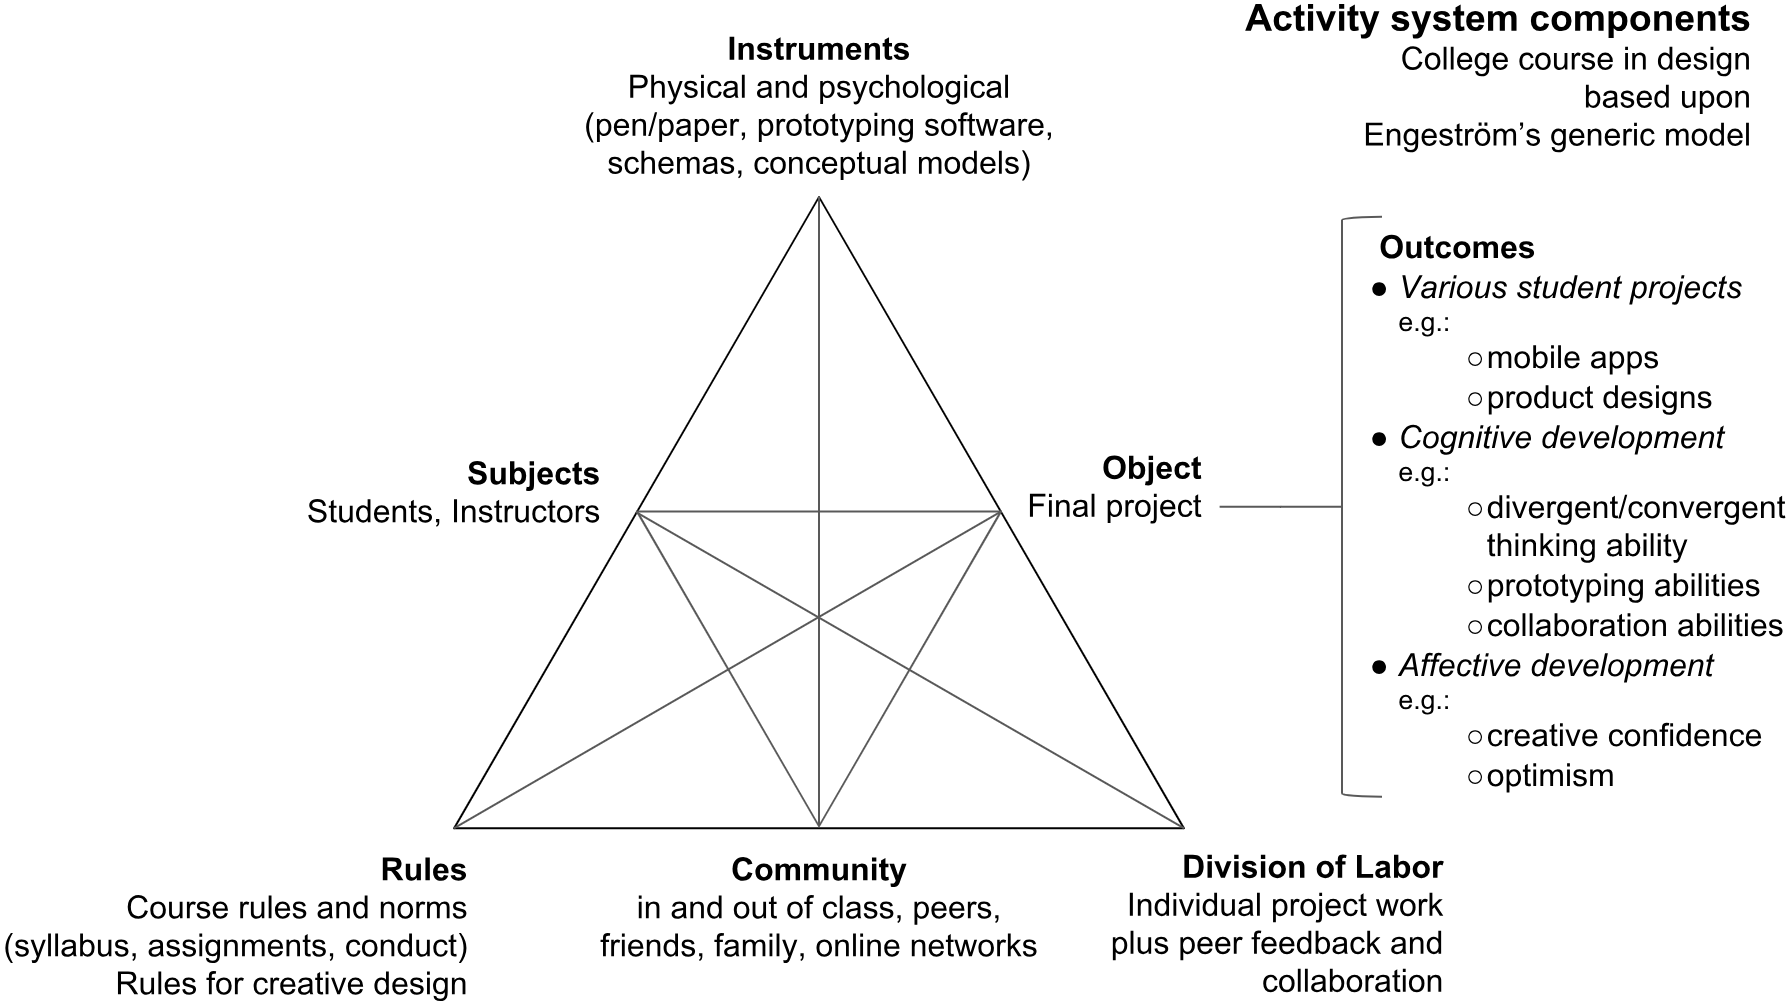 Activity system components
College course in design
based upon
Engeström’s generic model
Instruments
Physical and psychological
(pen/paper, prototyping software,
schemas, conceptual models)
Subjects
Students, Instructors
Object
Final project
Outcomes
● Various student projects
e.g.:
○ mobile apps
○ product designs
● Cognitive development
e.g.:
○ divergent/convergent
thinking ability
○ prototyping abilities
○ collaboration abilities
● Affective development
e.g.:
○ creative confidence
○ optimism
Rules
Course rules and norms
(syllabus, assignments, conduct)
Rules for creative design
Community
in and out of class, peers,
friends, family, online networks
Division of Labor
Individual project work
plus peer feedback and
collaboration